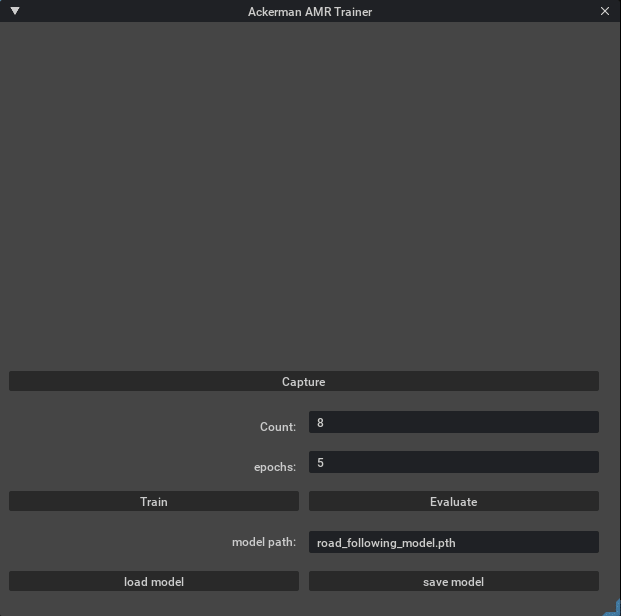 Ackerman AMR Trainer
Capture
Count: 8
epochs: 5
Train Evaluate
model path: road_following_model.pth
load model save model